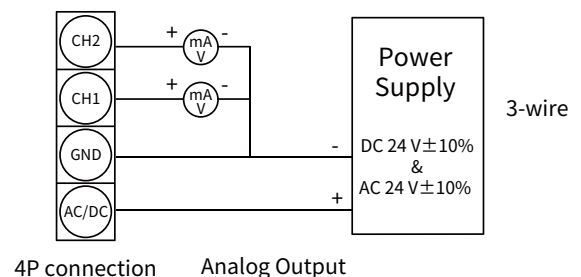 CH2
+
mA
V
-
CH1
+
mA
V
-
GND
-
AC/DC
+
Power
Supply
DC 24 V±10%
&
AC 24 V±10%
3-wire
4P connection
Analog Output